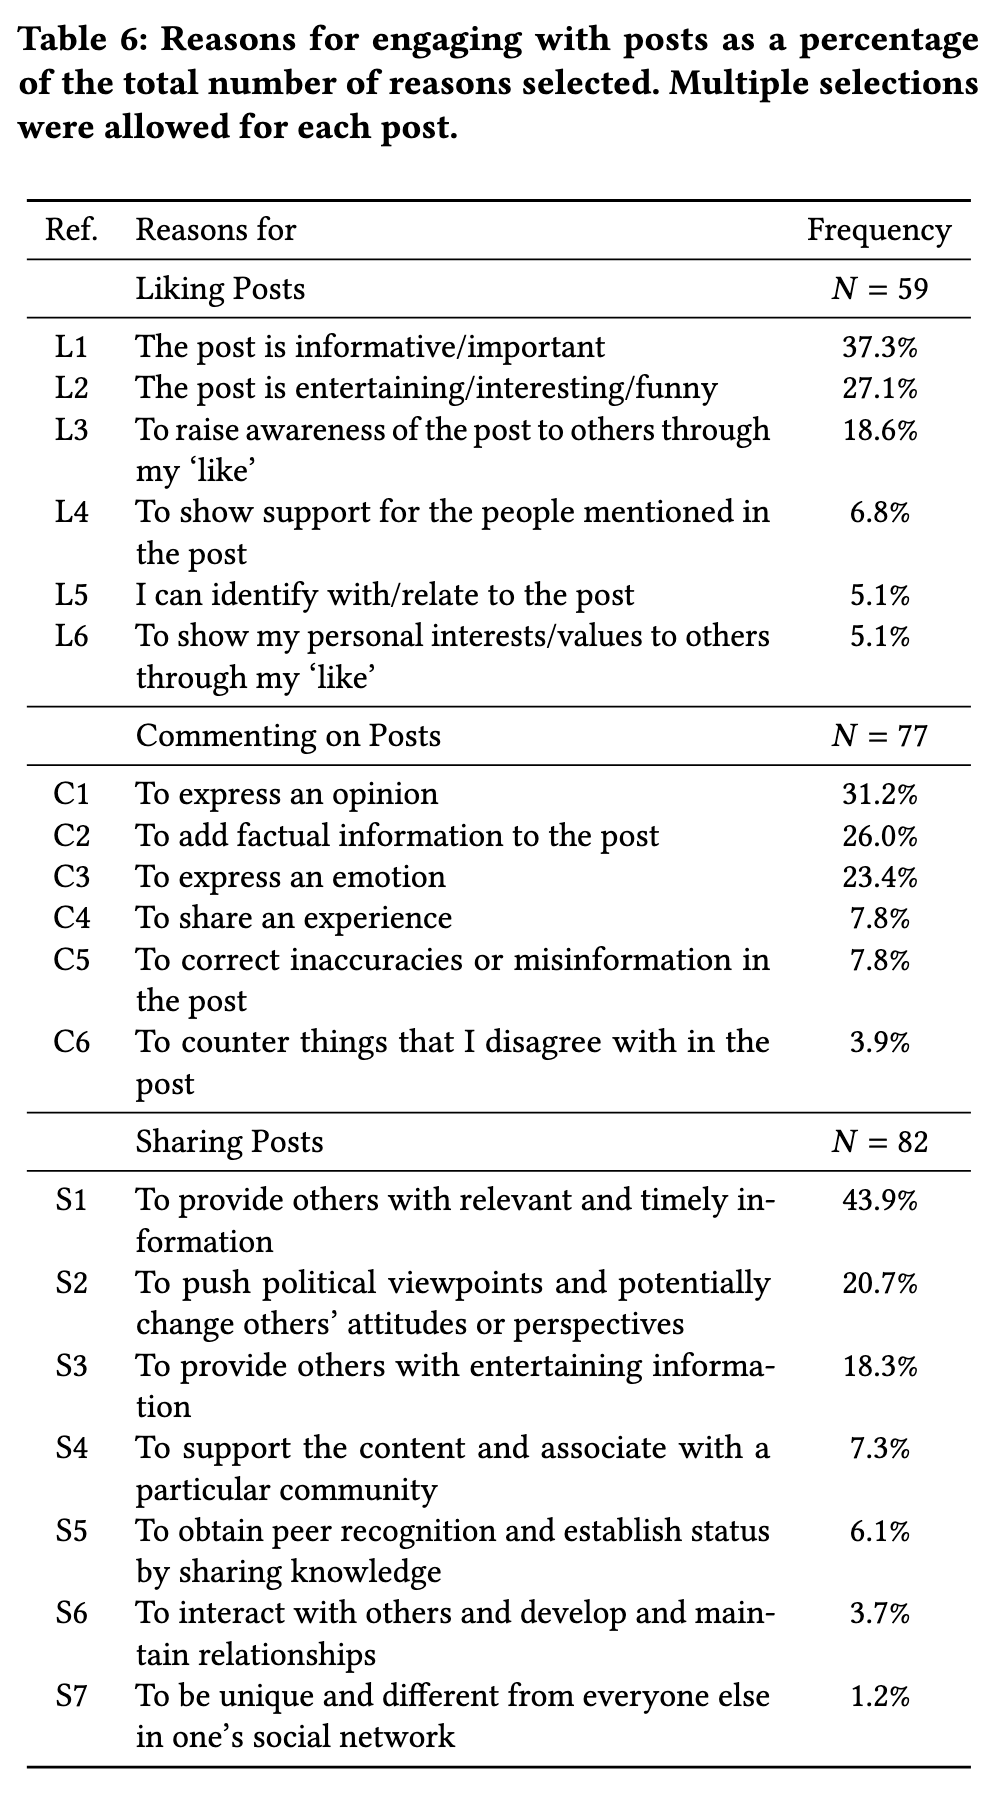 Table 6: Reasons for engaging with posts as a percentage
of the total number of reasons selected. Multiple selections
were allowed for each post.
Ref. Reasons for Frequency
Liking Posts N = 59
L1 The post is informative/important 37.3%
L2 The post is entertaining/interesting/funny 27.1%
L3 To raise awareness of the post to others through 18.6%
my ‘like’
L4 To show support for the people mentioned in 6.8%
the post
L5 I can identify with/relate to the post 5.1%
L6 To show my personal interests/values to others 5.1%
through my ‘like’
Commenting on Posts N = 77
C1 To express an opinion 31.2%
C2 To add factual information to the post 26.0%
C3 To express an emotion 23.4%
C4 To share an experience 7.8%
C5 To correct inaccuracies or misinformation in 7.8%
the post
C6 To counter things that I disagree with in the 3.9%
post
Sharing Posts N = 82
S1 To provide others with relevant and timely in- 43.9%
formation
S2 To push political viewpoints and potentially 20.7%
change others’ attitudes or perspectives
S3 To provide others with entertaining informa- 18.3%
tion
S4 To support the content and associate with a 7.3%
particular community
S5 To obtain peer recognition and establish status 6.1%
by sharing knowledge
S6 To interact with others and develop and main- 3.7%
tain relationships
S7 To be unique and different from everyone else 1.2%
in one’s social network